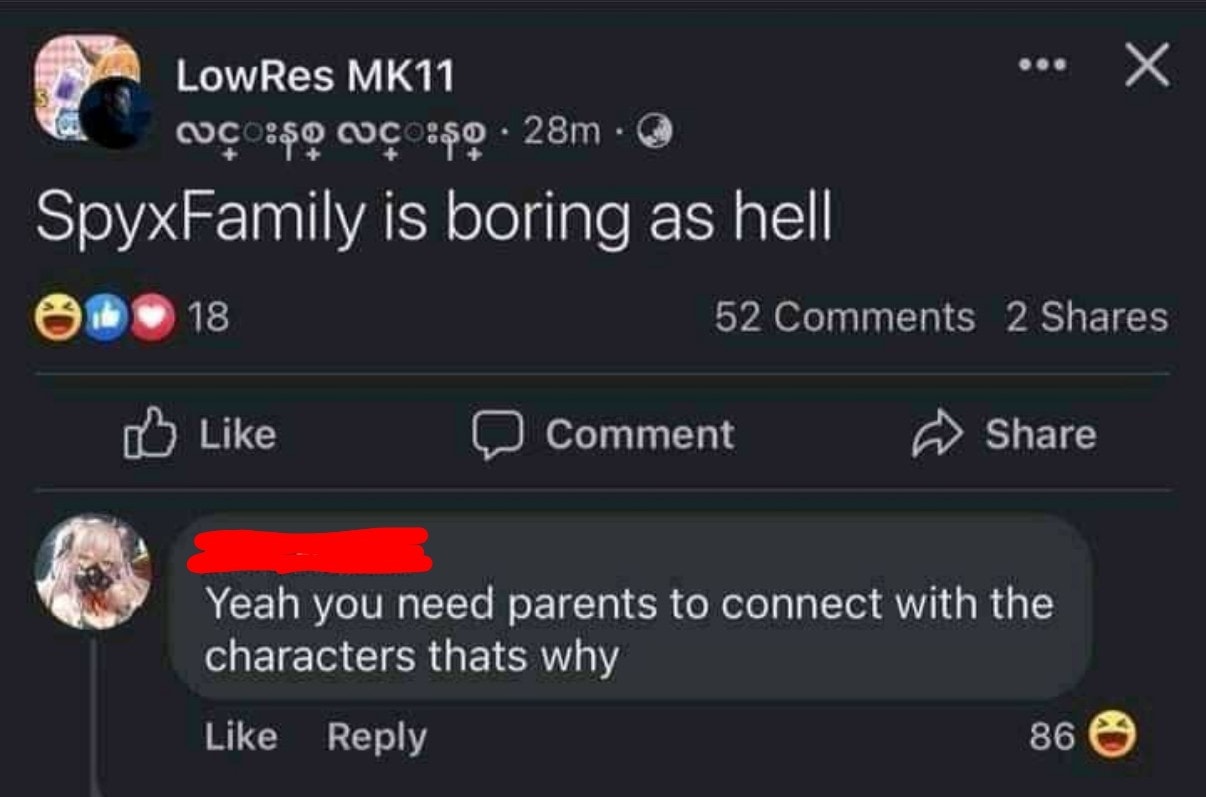 LowRes MK11
လင္းနစ္ လင္းနစ္ · 28m ·
SpyxFamily is boring as hell
18 52 Comments 2 Shares
Like Comment Share
Yeah you need parents to connect with the
characters thats why
Like Reply 86